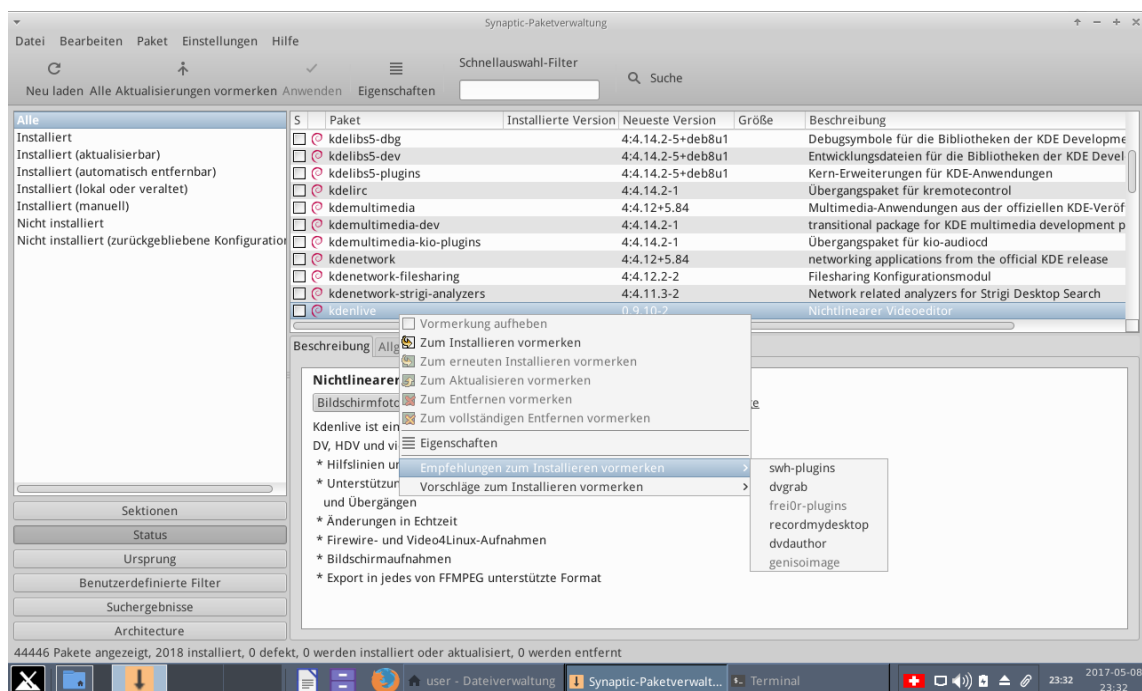 Synaptic-Paketverwaltung
Datei Bearbeiten Paket Einstellungen Hilfe
Neu laden Alle Aktualisierungen vormerken Anwenden Eigenschaften
Schnellauswahl-Filter
Suche
Alle
Installiert
Installiert (aktualisierbar)
Installiert (automatisch entfernbar)
Installiert (lokal oder veraltet)
Installiert (manuell)
Nicht installiert
Nicht installiert (zurückgebliebene Konfiguration
Sektionen
Status
Ursprung
Benutzerdefinierte Filter
Suchergebnisse
Architecture
S Paket Installierte Version Neueste Version Größe Beschreibung
kdelibs5-dbg 4:4.14.2-5+deb8u1 Debugsymbole für die Bibliotheken der KDE Developme
kdelibs5-dev 4:4.14.2-5+deb8u1 Entwicklungsdateien für die Bibliotheken der KDE Devel
kdelibs5-plugins 4:4.14.2-5+deb8u1 Kern-Erweiterungen für KDE-Anwendungen
kdelirc 4:4.14.2-1 Übergangspaket für kremotecontrol
kdemultimedia 4:4.12+5.84 Multimedia-Anwendungen aus der offiziellen KDE-Veröf
kdemultimedia-dev 4:4.14.2-1 transitional package for KDE multimedia development p
kdemultimedia-kio-plugins 4:4.14.2-1 Übergangspaket für kio-audiocd
kdenetwork 4:4.12+5.84 networking applications from the official KDE release
kdenetwork-filesharing 4:4.12.2-2 Filesharing Konfigurationsmodul
kdenetwork-strigi-analyzers 4:4.11.3-2 Network related analyzers for Strigi Desktop Search
kdenlive 0.9.10-2 Nichtlinearer Videoeditor
Beschreibung Allg
Nichtlinearer
Bildschirmfoto
Kdenlive ist ein
DV, HDV und vi
* Hilfslinien un
* Unterstützun
und Übergängen
* Änderungen in Echtzeit
* Firewire- und Video4Linux-Aufnahmen
* Bildschirmaufnahmen
* Export in jedes von FFMPEG unterstützte Format
Vormerkung aufheben
Zum Installieren vormerken
Zum erneuten Installieren vormerken
Zum Aktualisieren vormerken
Zum Entfernen vormerken
Zum vollständigen Entfernen vormerken
Eigenschaften
Empfehlungen zum Installieren vormerken
Vorschläge zum Installieren vormerken
swh-plugins
dvgrab
frei0r-plugins
recordmydesktop
dvdauthor
genisoimage
44446 Pakete angezeigt, 2018 installiert, 0 defekt, 0 werden installiert oder aktualisiert, 0 werden entfernt
user - Dateiverwaltung Synaptic-Paketverwalt... Terminal 23:32 2017-05-08
23:32